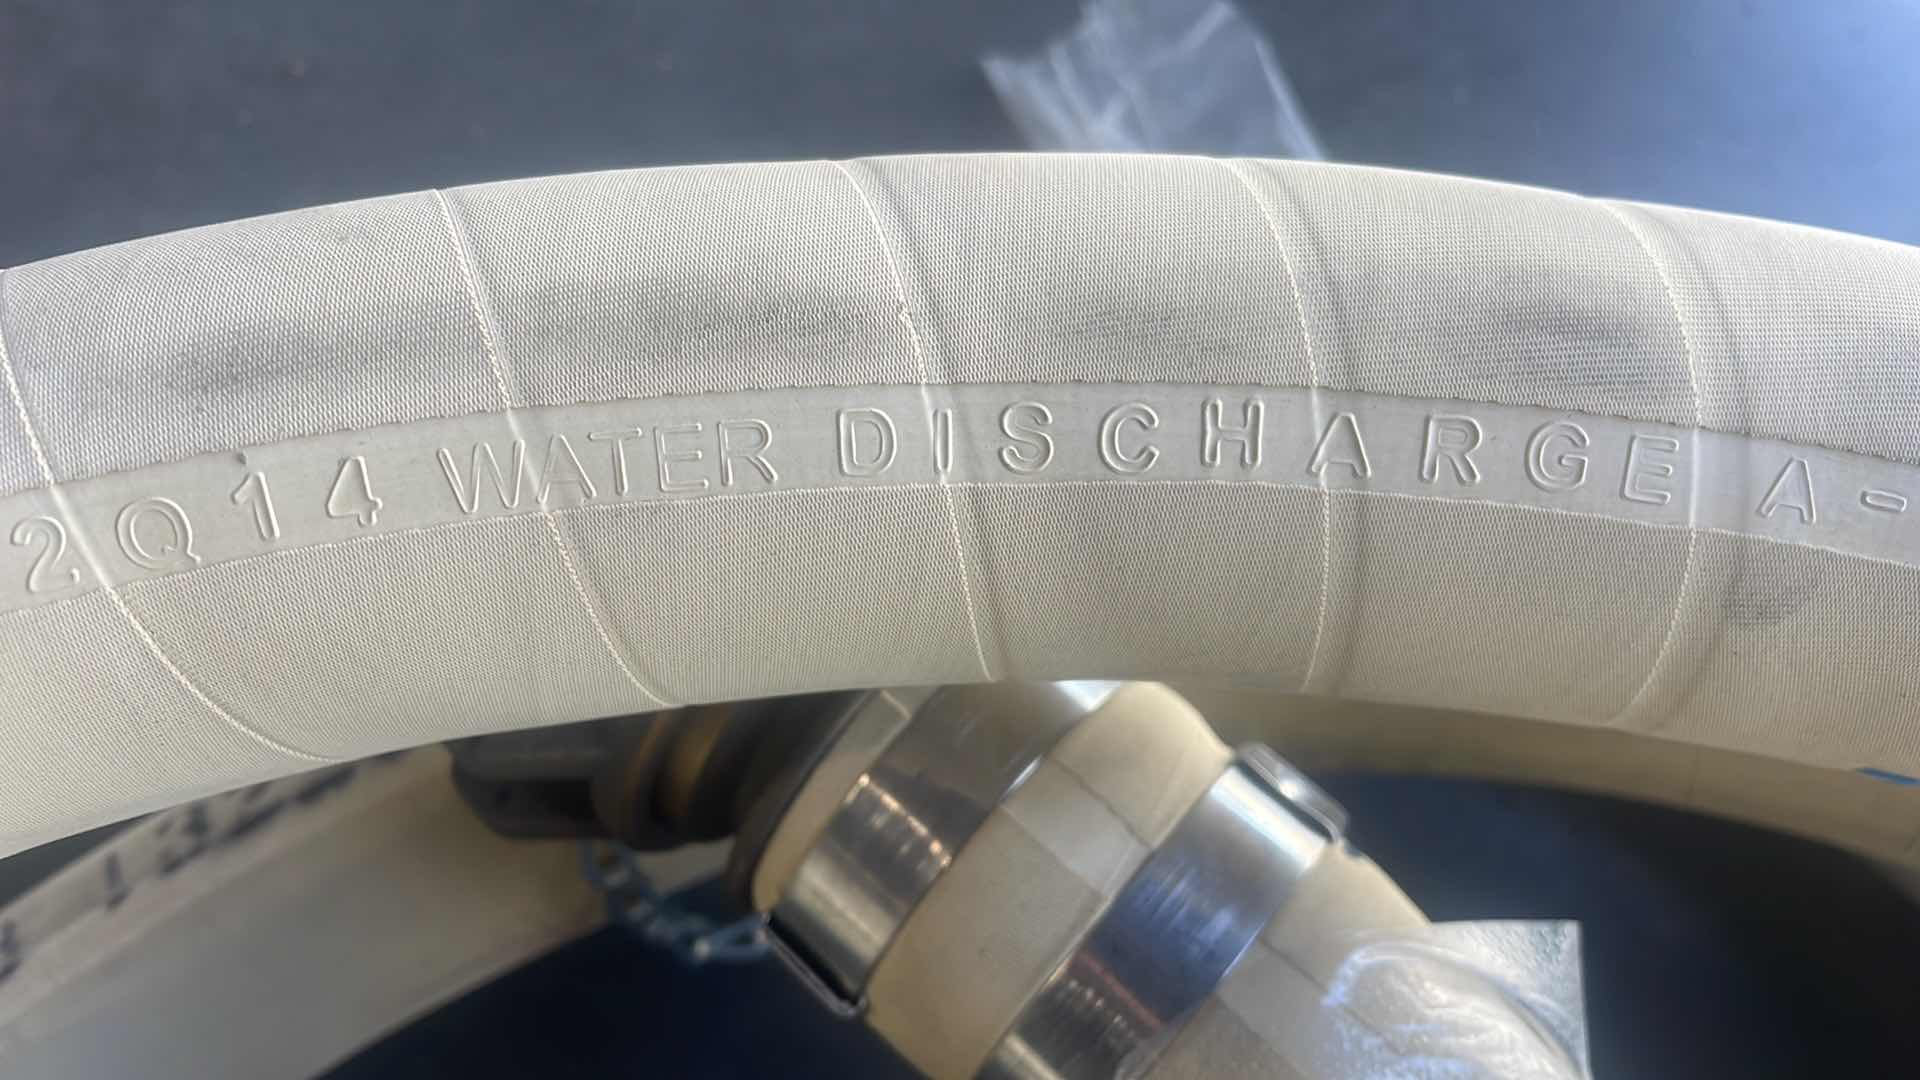 2Q14 WATER DISCHARGE A-